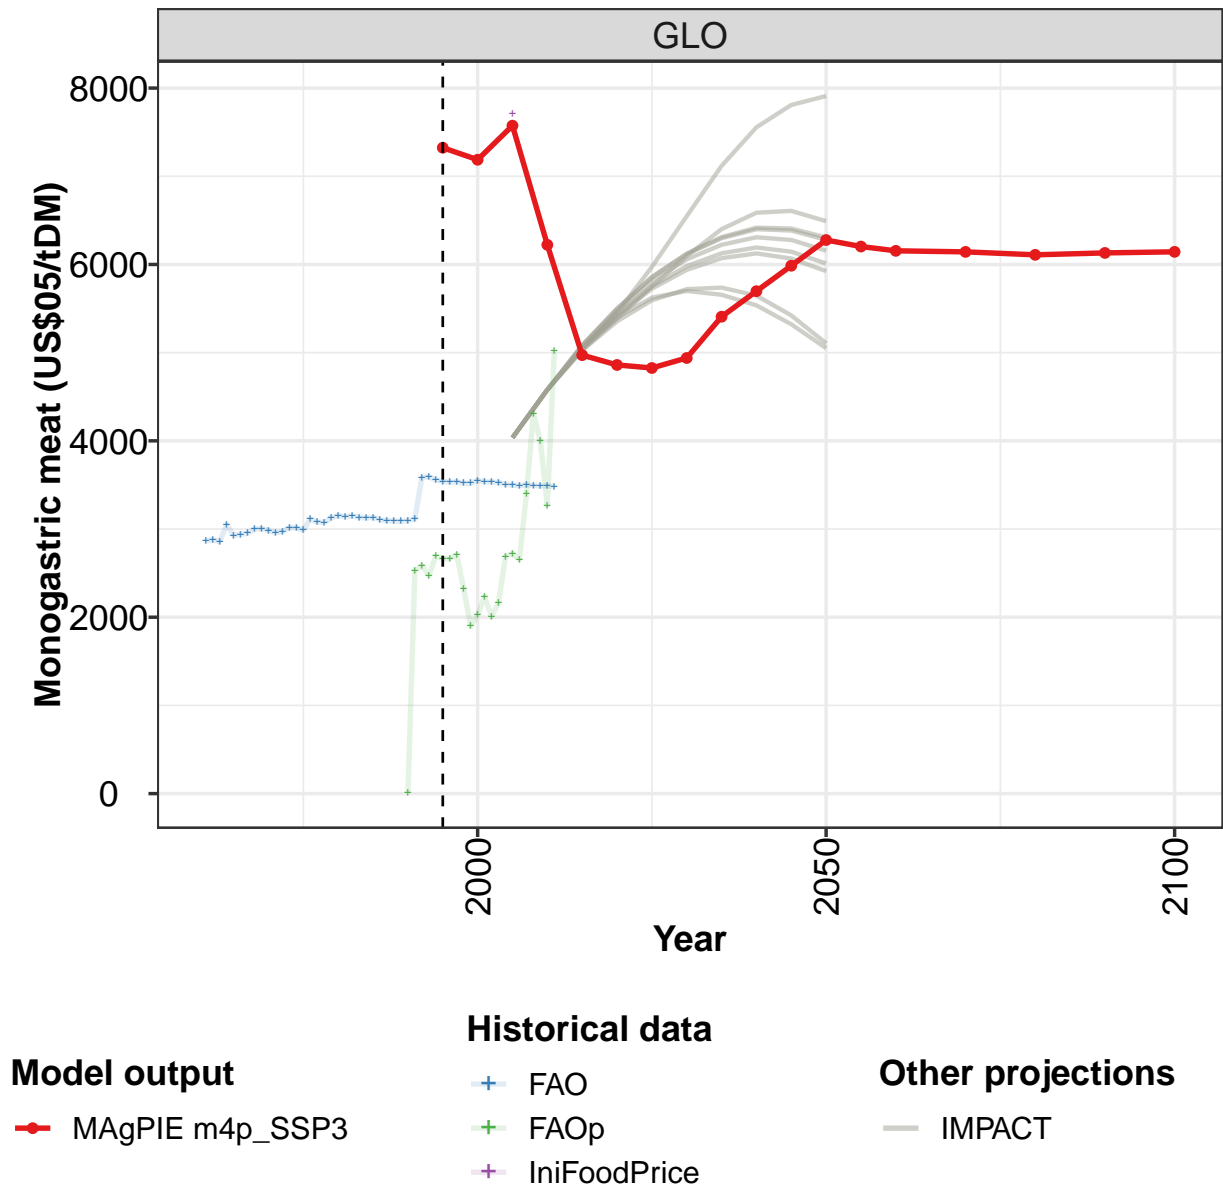 GLO
Monogastric meat (US$05/tDM)
8000
6000
4000
2000
0
2000
2050
2100
Year
Model output
MAgPIE m4p_SSP3
Historical data
FAO
FAOp
IniFoodPrice
Other projections
IMPACT